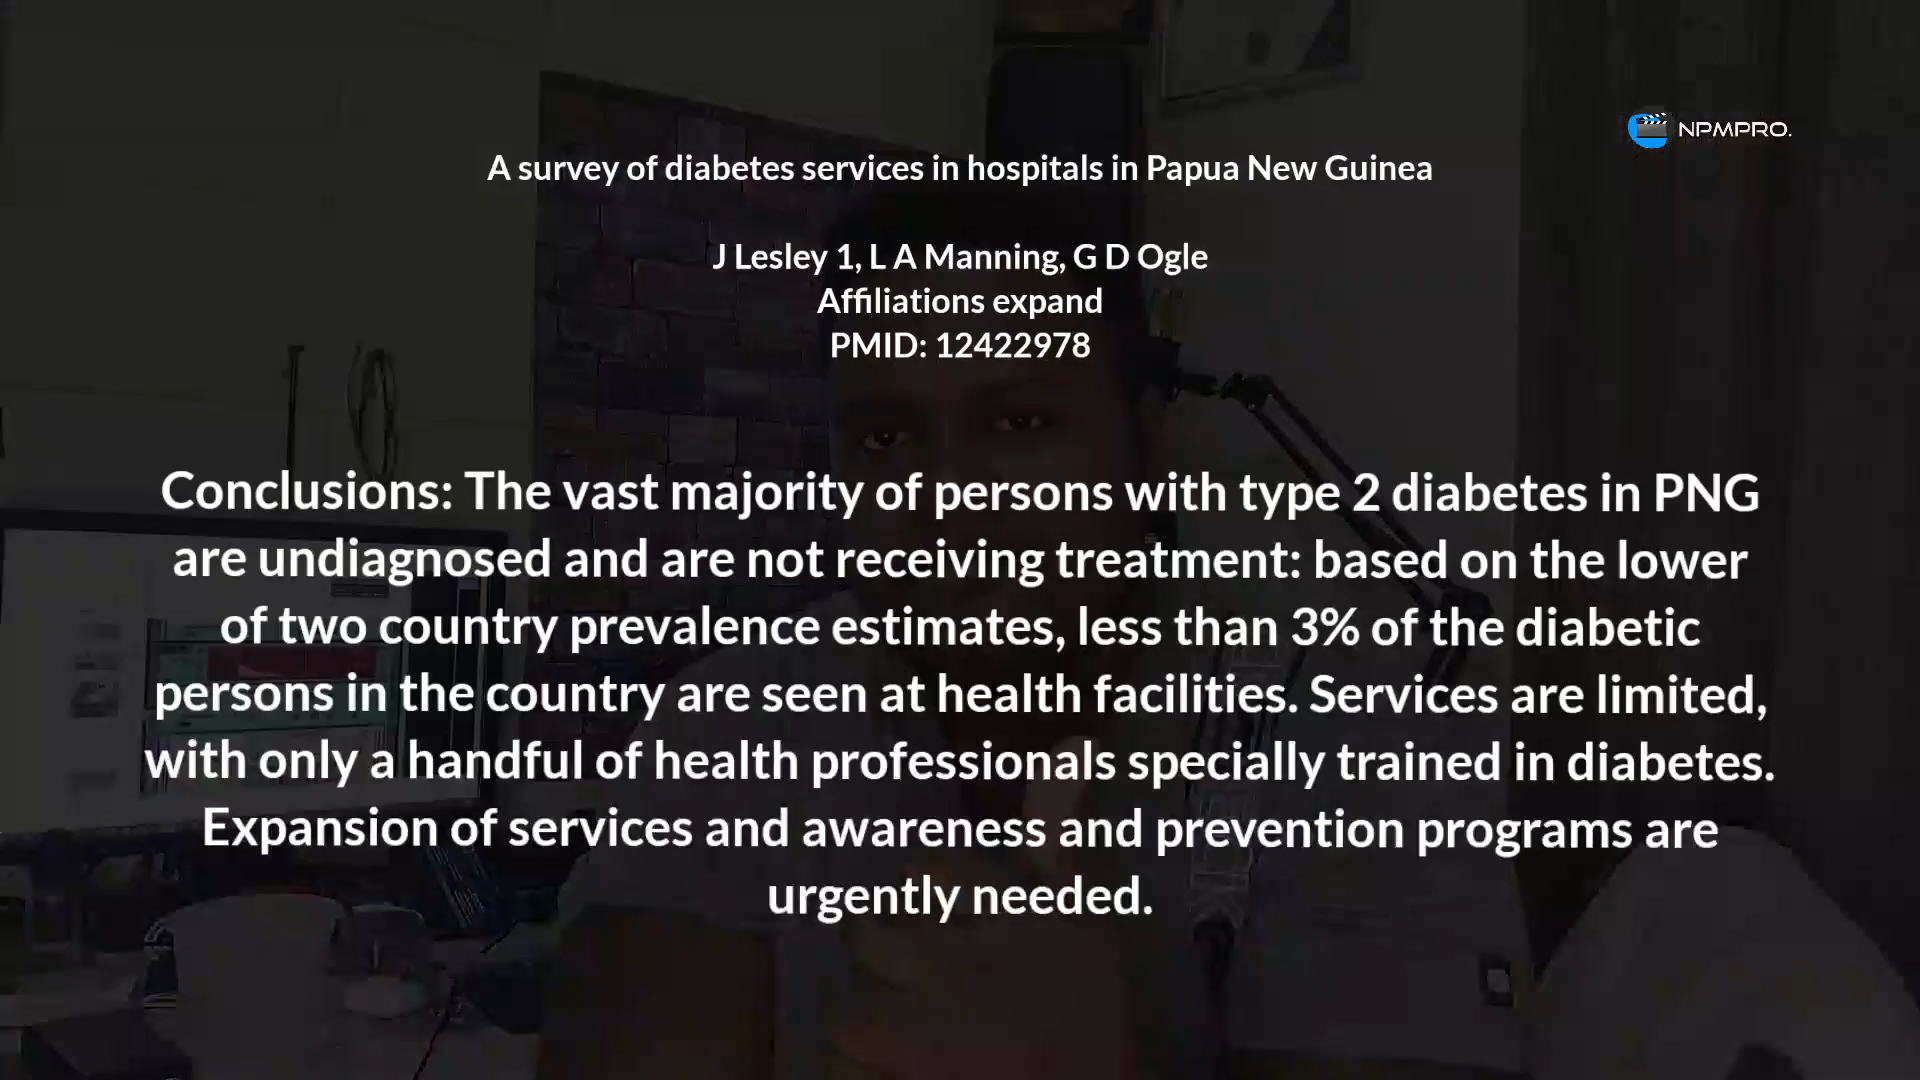 NPMPRO.
A survey of diabetes services in hospitals in Papua New Guinea
J Lesley 1, L A Manning, G D Ogle
Affiliations expand
PMID: 12422978
Conclusions: The vast majority of persons with type 2 diabetes in PNG
are undiagnosed and are not receiving treatment: based on the lower
of two country prevalence estimates, less than 3% of the diabetic
persons in the country are seen at health facilities. Services are limited,
with only a handful of health professionals specially trained in diabetes.
Expansion of services and awareness and prevention programs are
urgently needed.